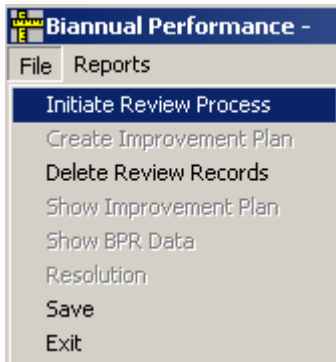 Biannual Performance -
File Reports
Initiate Review Process
Create Improvement Plan
Delete Review Records
Show Improvement Plan
Show BPR Data
Resolution
Save
Exit